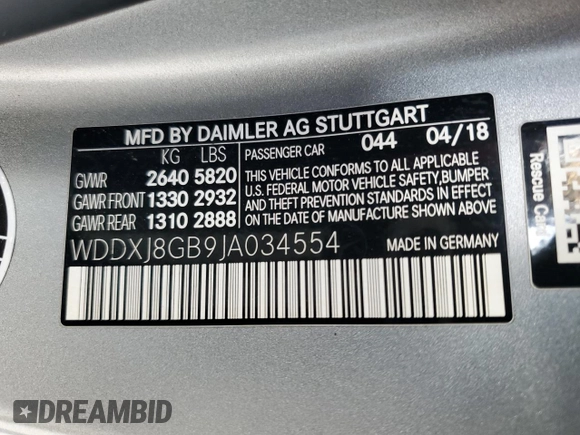 MFD BY DAIMLER AG STUTTGART
KG LBS
PASSENGER CAR 044 04/18
GVWR 2640 5820
GAWR FRONT 1330 2932
GAWR REAR 1310 2888
THIS VEHICLE CONFORMS TO ALL APPLICABLE
U.S. FEDERAL MOTOR VEHICLE SAFETY,BUMPER
AND THEFT PREVENTION STANDARDS IN EFFECT
ON THE DATE OF MANUFACTURE SHOWN ABOVE.
WDDXJ8GB9JA034554
MADE IN GERMANY
Rescue
DREAMBID